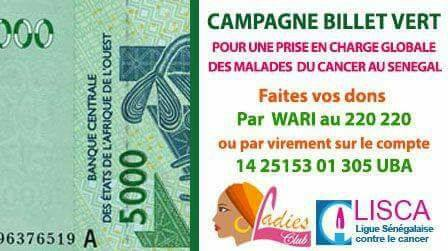 000
BANQUE CENTRALE
DES ÉTATS DE L'AFRIQUE DE L'OUEST
5000
96376519 A
CAMPAGNE BILLET VERT
POUR UNE PRISE EN CHARGE GLOBALE
DES MALADES DU CANCER AU SENEGAL
Faites vos dons
Par WARI au 220 220
ou par virement sur le compte
14 25153 01 305 UBA
Ladies
Club
LISCA
Ligue Sénégalaise
contre le cancer